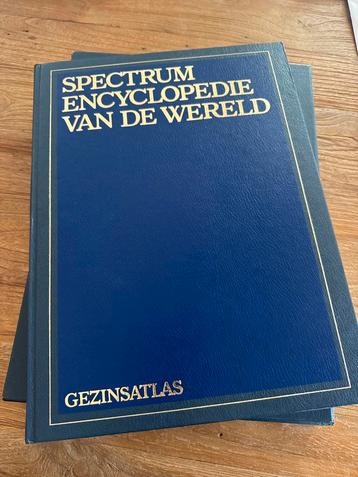 SPECTRUM
ENCYCLOPEDIE
VAN DE WERELD
GEZINSATLAS